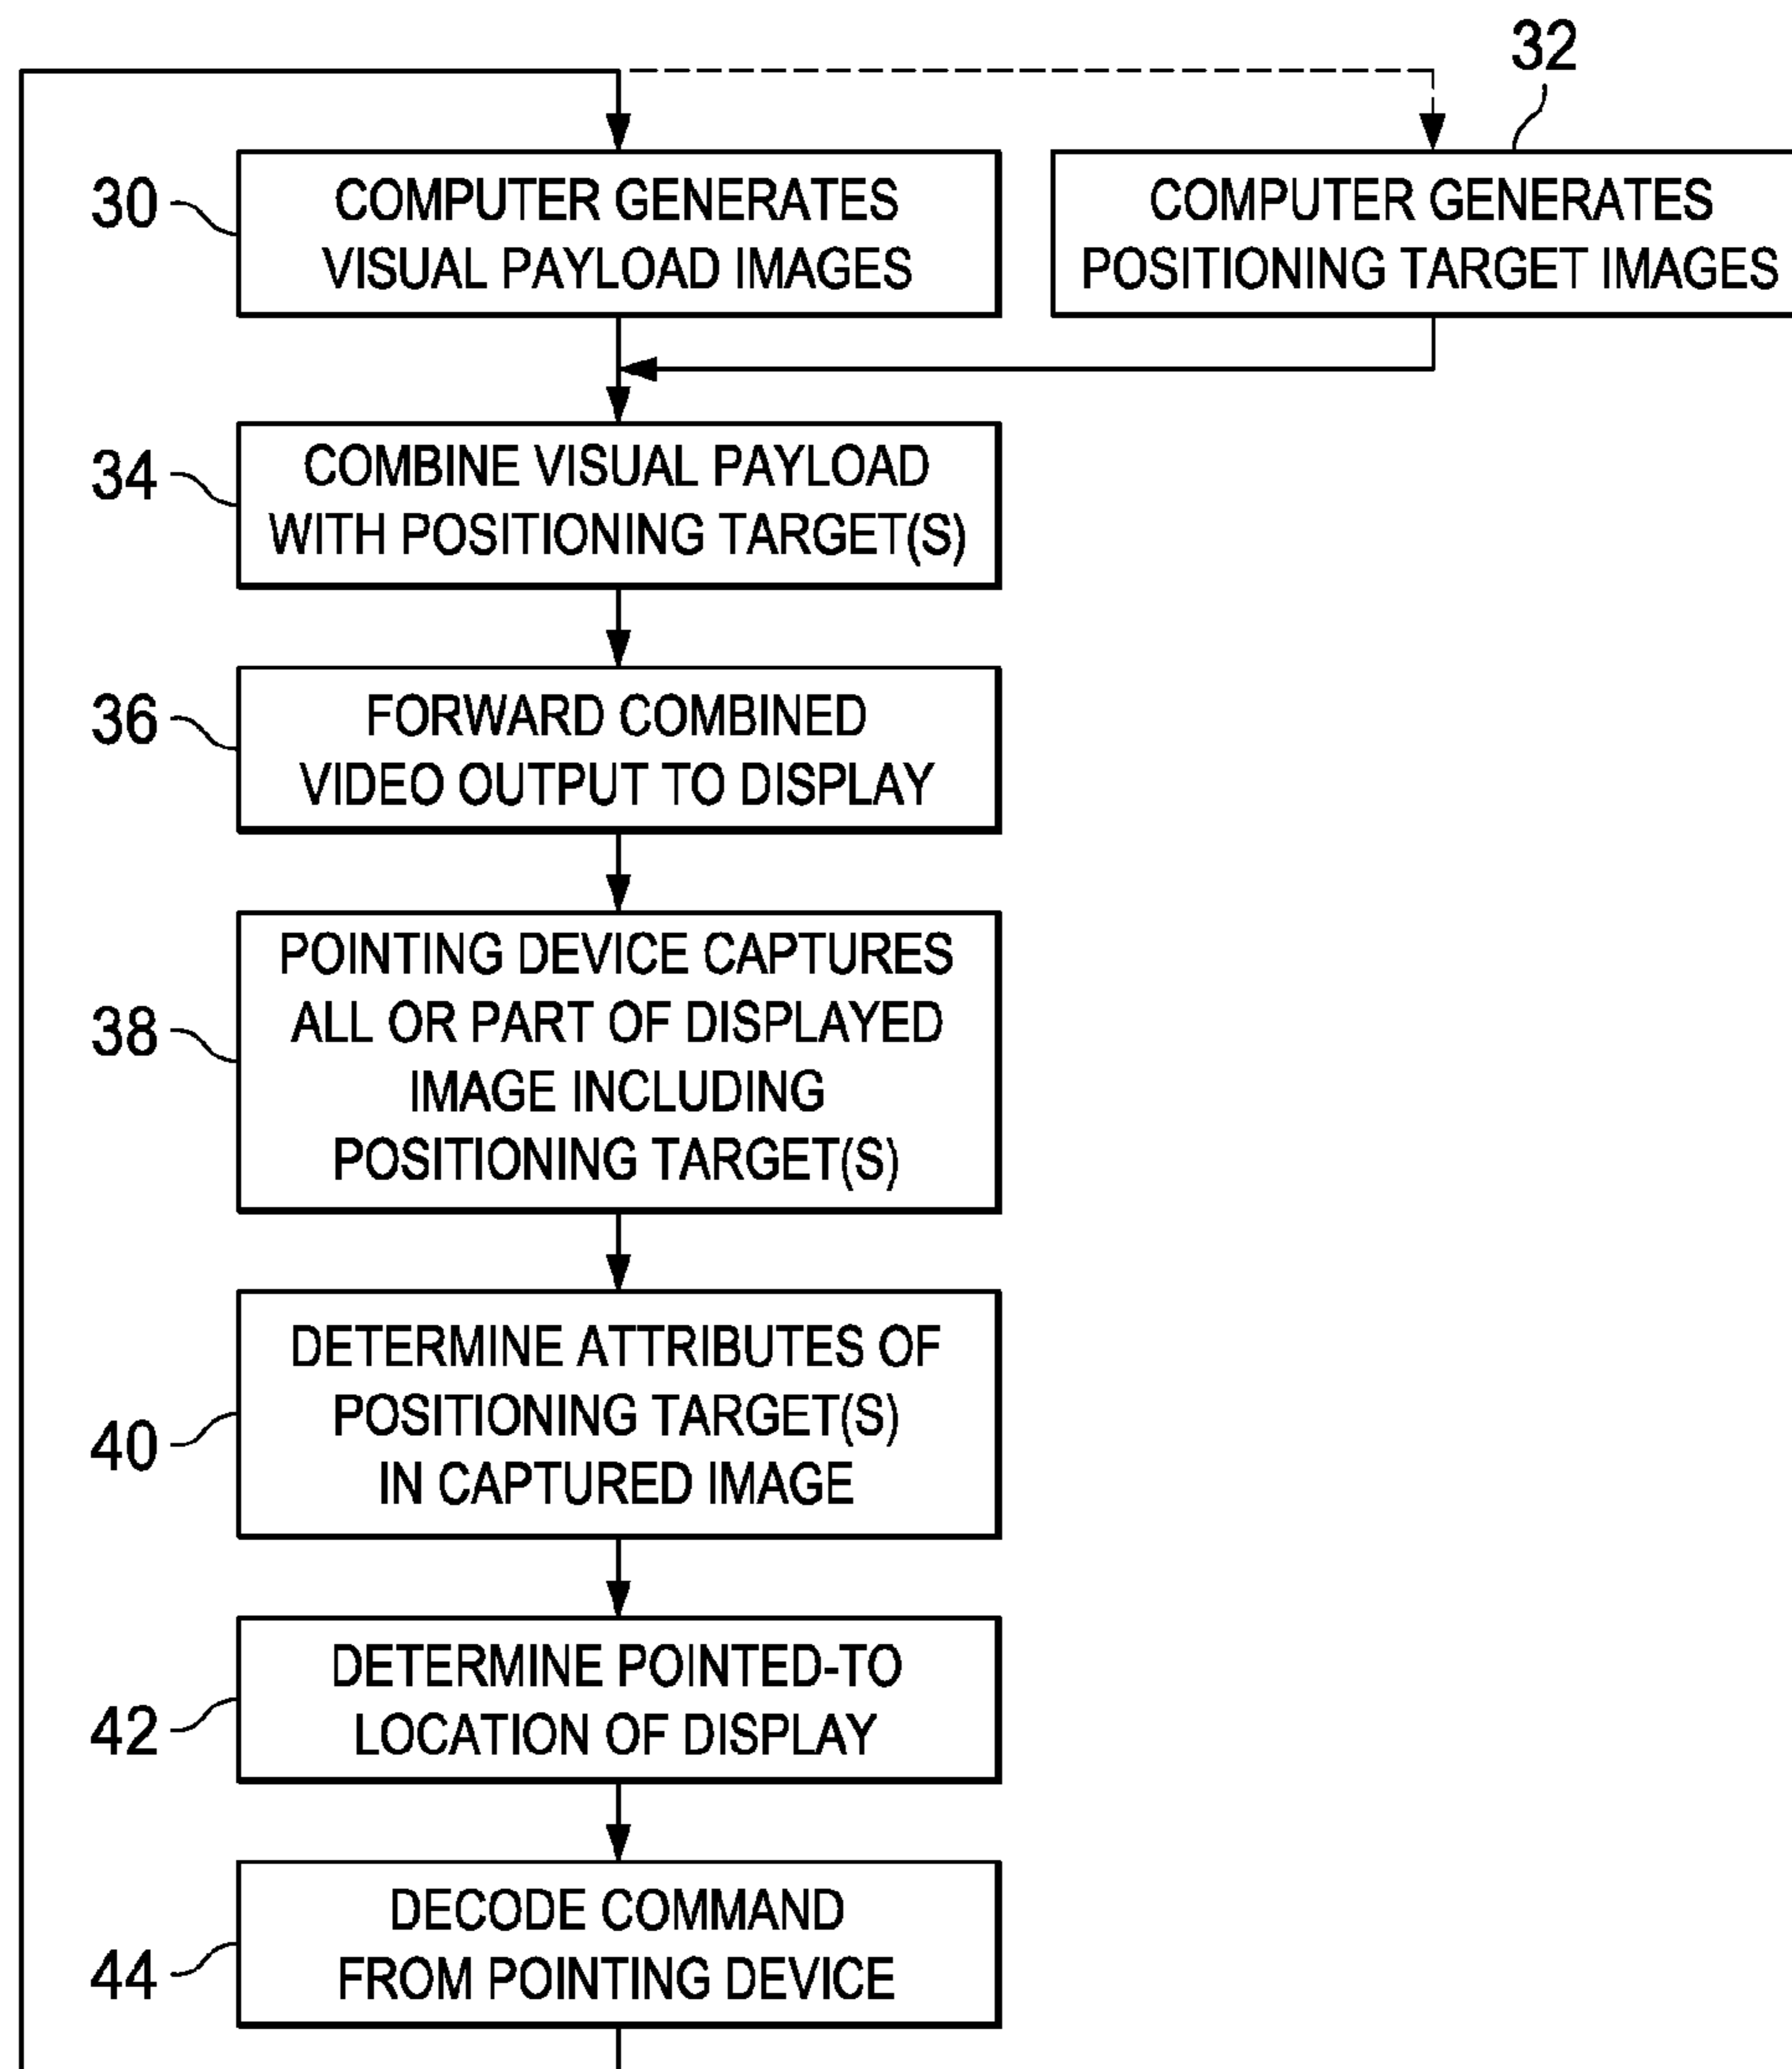 32
30
COMPUTER GENERATES
VISUAL PAYLOAD IMAGES
COMPUTER GENERATES
POSITIONING TARGET IMAGES
34
COMBINE VISUAL PAYLOAD
WITH POSITIONING TARGET(S)
36
FORWARD COMBINED
VIDEO OUTPUT TO DISPLAY
38
POINTING DEVICE CAPTURES
ALL OR PART OF DISPLAYED
IMAGE INCLUDING
POSITIONING TARGET(S)
40
DETERMINE ATTRIBUTES OF
POSITIONING TARGET(S)
IN CAPTURED IMAGE
42
DETERMINE POINTED-TO
LOCATION OF DISPLAY
44
DECODE COMMAND
FROM POINTING DEVICE